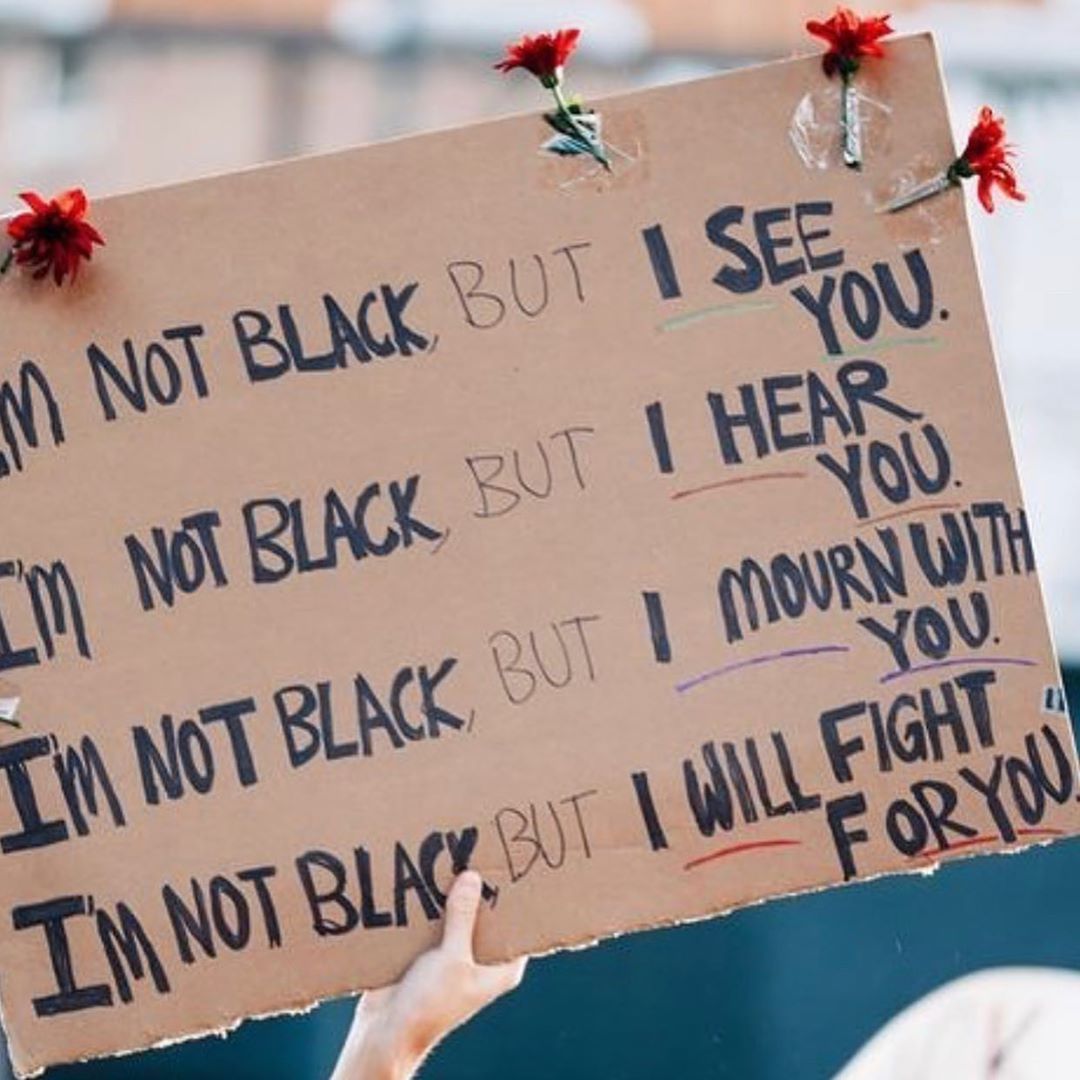 I'M NOT BLACK, BUT I SEE
YOU.
I'M NOT BLACK, BUT I HEAR
YOU.
I'M NOT BLACK, BUT I MOURN WITH
YOU.
I'M NOT BLACK, BUT I WILL FIGHT
FOR YOU.